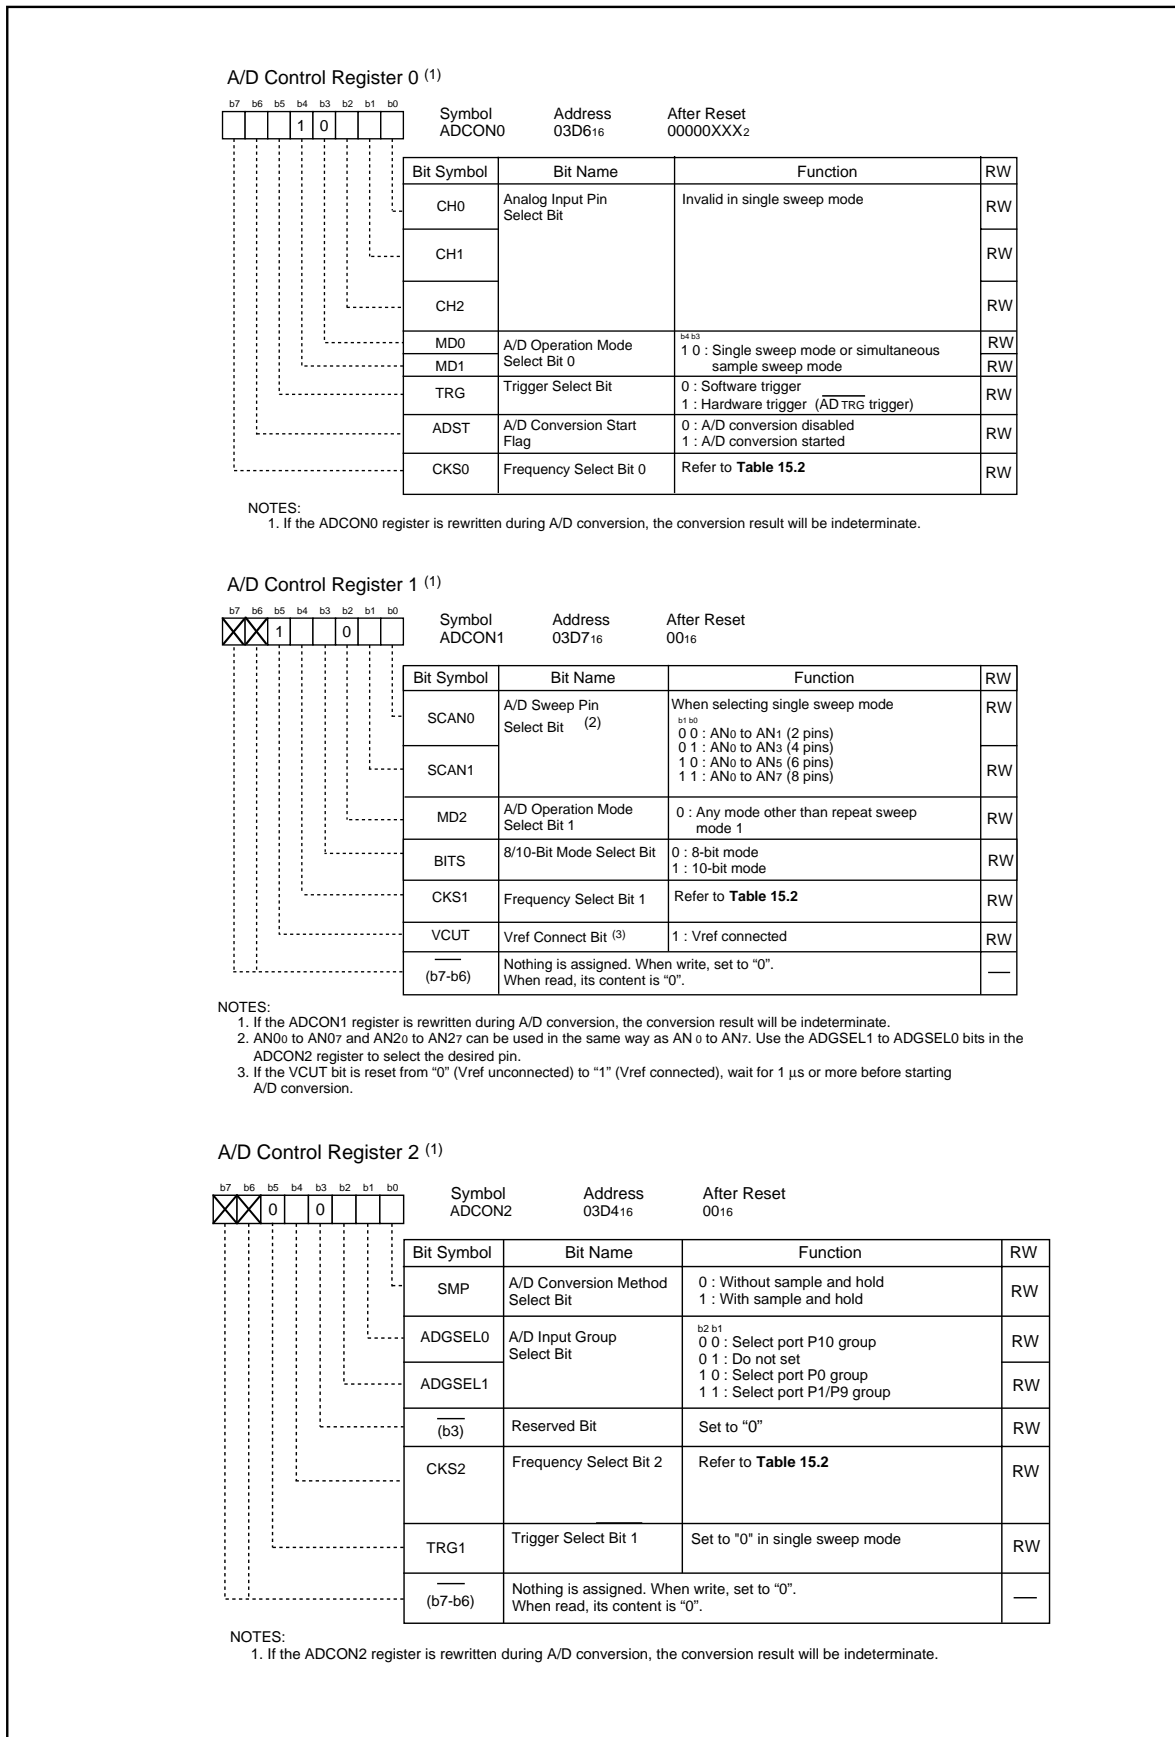 A/D Control Register 0 (1)
b7 b6 b5 b4 b3 b2 b1 b0
1 0
Symbol Address After Reset
ADCON0 03D616 00000XXX2
Bit Symbol Bit Name Function RW
CH0 Analog Input Pin Select Bit Invalid in single sweep mode RW
CH1 RW
CH2 RW
MD0 A/D Operation Mode Select Bit 0 b4 b3 RW
1 0 : Single sweep mode or simultaneous
MD1 sample sweep mode RW
TRG Trigger Select Bit 0 : Software trigger RW
1 : Hardware trigger (ADTRG trigger)
ADST A/D Conversion Start Flag 0 : A/D conversion disabled RW
1 : A/D conversion started
CKS0 Frequency Select Bit 0 Refer to Table 15.2 RW
NOTES:
1. If the ADCON0 register is rewritten during A/D conversion, the conversion result will be indeterminate.
A/D Control Register 1 (1)
b7 b6 b5 b4 b3 b2 b1 b0
1 0
Symbol Address After Reset
ADCON1 03D716 0016
Bit Symbol Bit Name Function RW
SCAN0 A/D Sweep Pin Select Bit (2) When selecting single sweep mode RW
b1 b0
0 0 : AN0 to AN1 (2 pins)
0 1 : AN0 to AN3 (4 pins)
SCAN1 1 0 : AN0 to AN5 (6 pins) RW
1 1 : AN0 to AN7 (8 pins)
MD2 A/D Operation Mode Select Bit 1 0 : Any mode other than repeat sweep RW
mode 1
BITS 8/10-Bit Mode Select Bit 0 : 8-bit mode RW
1 : 10-bit mode
CKS1 Frequency Select Bit 1 Refer to Table 15.2 RW
VCUT Vref Connect Bit (3) 1 : Vref connected RW
(b7-b6) Nothing is assigned. When write, set to “0”. —
When read, its content is “0”.
NOTES:
1. If the ADCON1 register is rewritten during A/D conversion, the conversion result will be indeterminate.
2. AN00 to AN07 and AN20 to AN27 can be used in the same way as AN 0 to AN7. Use the ADGSEL1 to ADGSEL0 bits in the
ADCON2 register to select the desired pin.
3. If the VCUT bit is reset from “0” (Vref unconnected) to “1” (Vref connected), wait for 1 µs or more before starting
A/D conversion.
A/D Control Register 2 (1)
b7 b6 b5 b4 b3 b2 b1 b0
0 0
Symbol Address After Reset
ADCON2 03D416 0016
Bit Symbol Bit Name Function RW
SMP A/D Conversion Method Select Bit 0 : Without sample and hold RW
1 : With sample and hold
ADGSEL0 A/D Input Group Select Bit b2 b1 RW
0 0 : Select port P10 group
0 1 : Do not set
ADGSEL1 1 0 : Select port P0 group RW
1 1 : Select port P1/P9 group
(b3) Reserved Bit Set to “0” RW
CKS2 Frequency Select Bit 2 Refer to Table 15.2 RW
TRG1 Trigger Select Bit 1 Set to "0" in single sweep mode RW
(b7-b6) Nothing is assigned. When write, set to “0”. —
When read, its content is “0”.
NOTES:
1. If the ADCON2 register is rewritten during A/D conversion, the conversion result will be indeterminate.